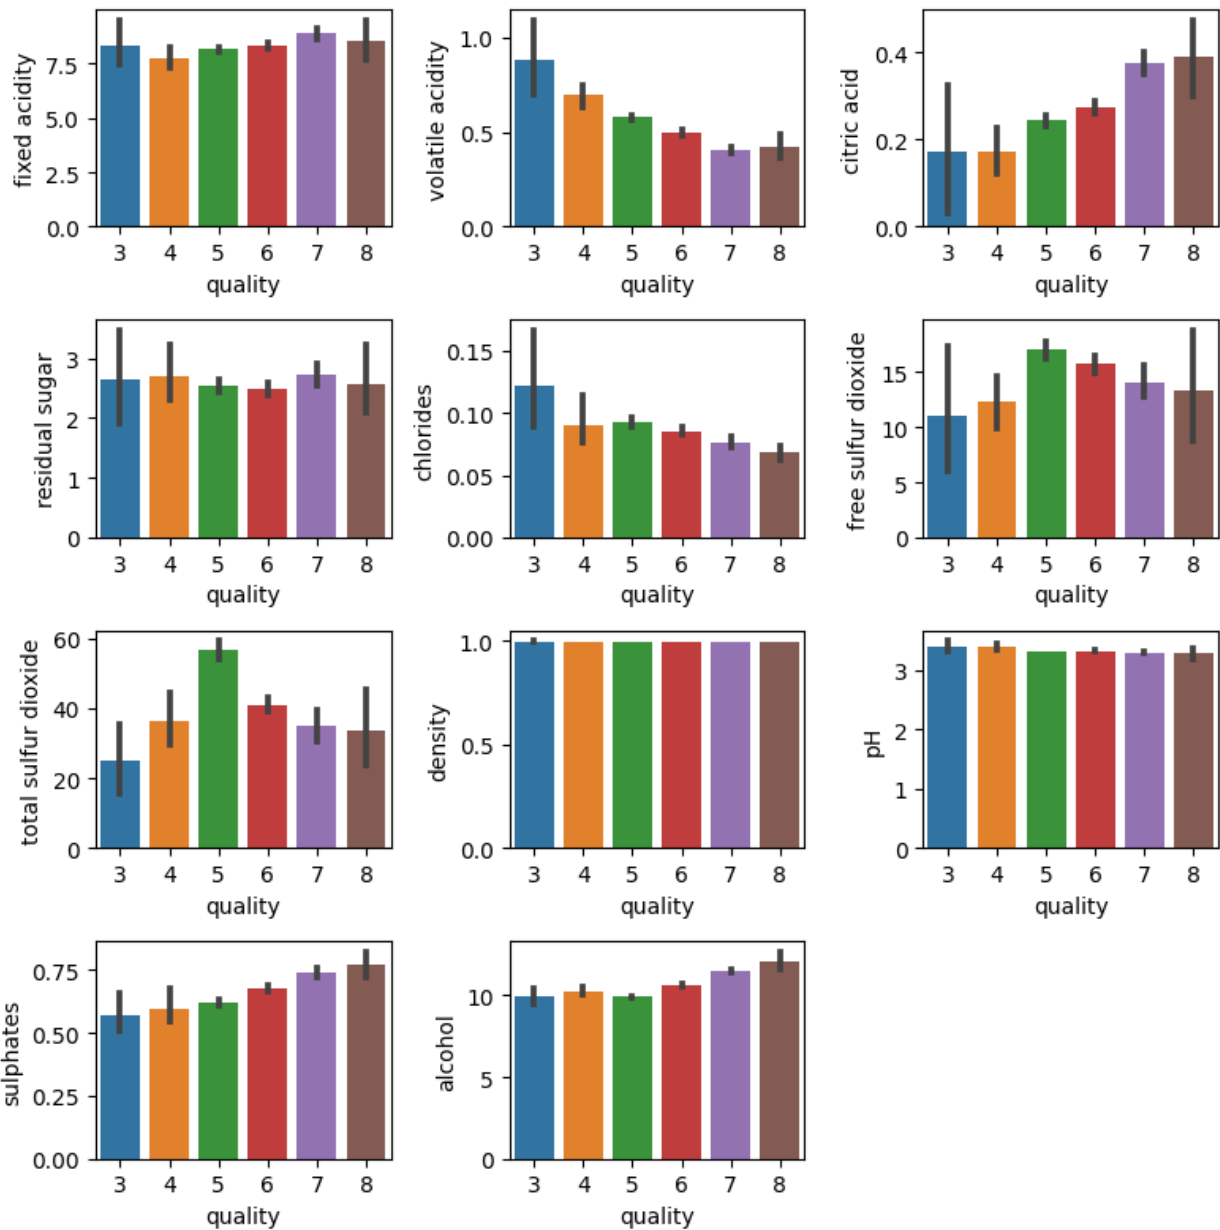 fixed acidity
7.5
5.0
2.5
0.0
3 4 5 6 7 8
quality
volatile acidity
1.0
0.5
0.0
3 4 5 6 7 8
quality
citric acid
0.4
0.2
0.0
3 4 5 6 7 8
quality
residual sugar
3
2
1
0
3 4 5 6 7 8
quality
chlorides
0.15
0.10
0.05
0.00
3 4 5 6 7 8
quality
free sulfur dioxide
15
10
5
0
3 4 5 6 7 8
quality
total sulfur dioxide
60
40
20
0
3 4 5 6 7 8
quality
density
1.0
0.5
0.0
3 4 5 6 7 8
quality
pH
3
2
1
0
3 4 5 6 7 8
quality
sulphates
0.75
0.50
0.25
0.00
3 4 5 6 7 8
quality
alcohol
10
5
0
3 4 5 6 7 8
quality